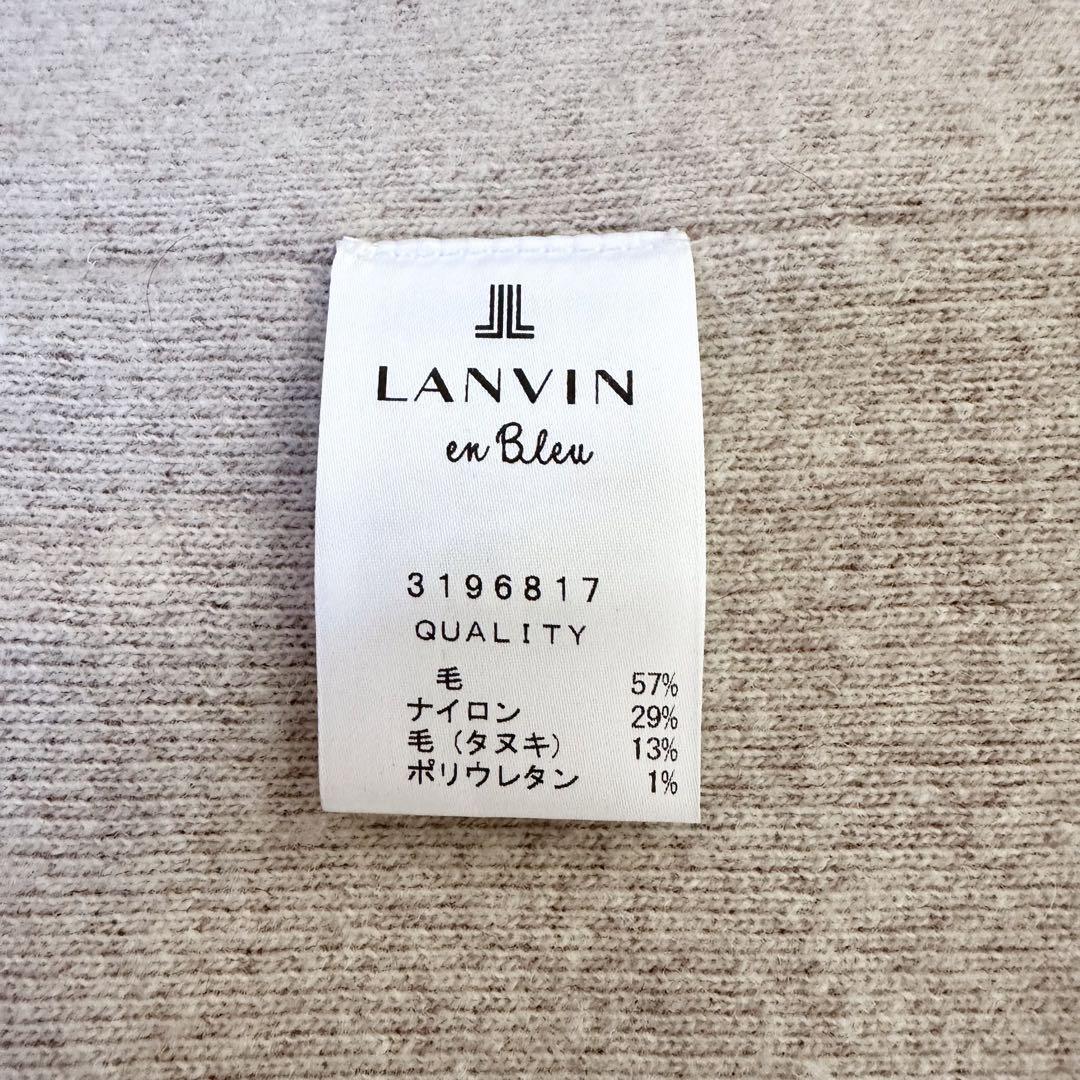 LANVIN
en Bleu
3196817
QUALITY
毛 57%
ナイロン 29%
毛(タヌキ) 13%
ポリウレタン 1%